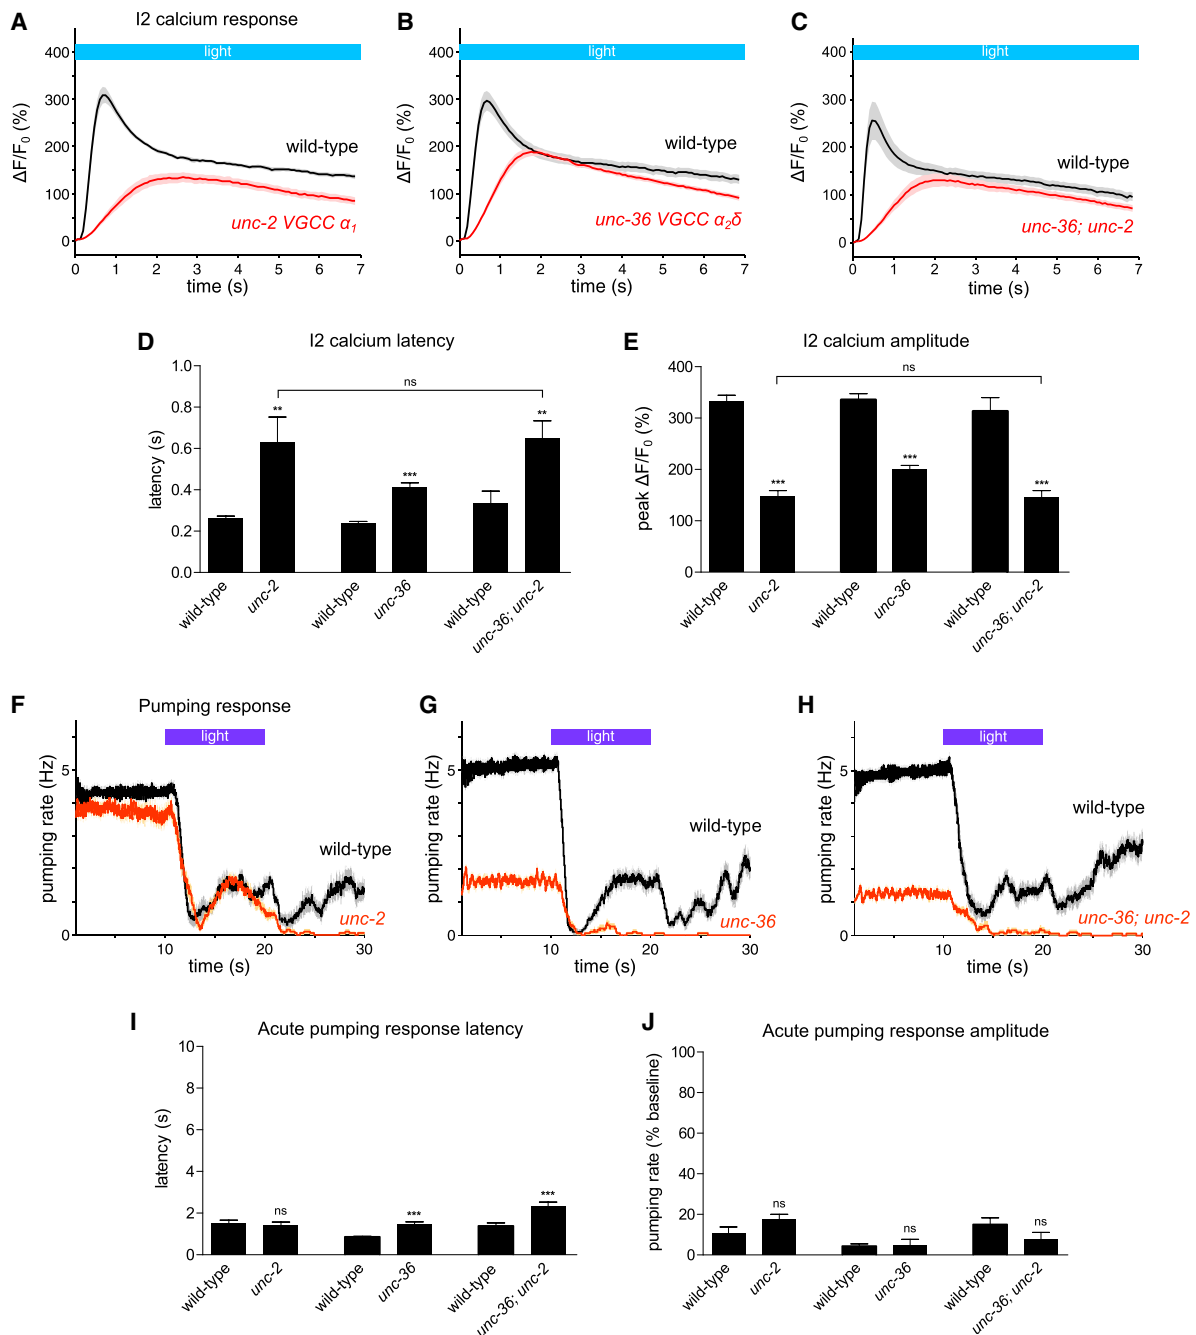 A
I2 calcium response
400
300
200
100
0
ΔF/F0 (%)
light
wild-type
unc-2 VGCC α1
0 1 2 3 4 5 6 7
time (s)
B
400
300
200
100
0
ΔF/F0 (%)
light
wild-type
unc-36 VGCC α2δ
0 1 2 3 4 5 6 7
time (s)
C
400
300
200
100
0
ΔF/F0 (%)
light
wild-type
unc-36; unc-2
0 1 2 3 4 5 6 7
time (s)
D
I2 calcium latency
1.0
0.8
0.6
0.4
0.2
0.0
latency (s)
ns
** *** **
wild-type unc-2 wild-type unc-36 wild-type unc-36; unc-2
E
I2 calcium amplitude
400
300
200
100
0
peak ΔF/F0 (%)
ns
*** *** ***
wild-type unc-2 wild-type unc-36 wild-type unc-36; unc-2
F
Pumping response
light
5
0
pumping rate (Hz)
wild-type
unc-2
10 20 30
time (s)
G
light
5
0
pumping rate (Hz)
wild-type
unc-36
10 20 30
time (s)
H
light
5
0
pumping rate (Hz)
wild-type
unc-36; unc-2
10 20 30
time (s)
I
Acute pumping response latency
10
8
6
4
2
0
latency (s)
ns *** ***
wild-type unc-2 wild-type unc-36 wild-type unc-36; unc-2
J
Acute pumping response amplitude
100
80
60
40
20
0
pumping rate (% baseline)
ns ns ns
wild-type unc-2 wild-type unc-36 wild-type unc-36; unc-2